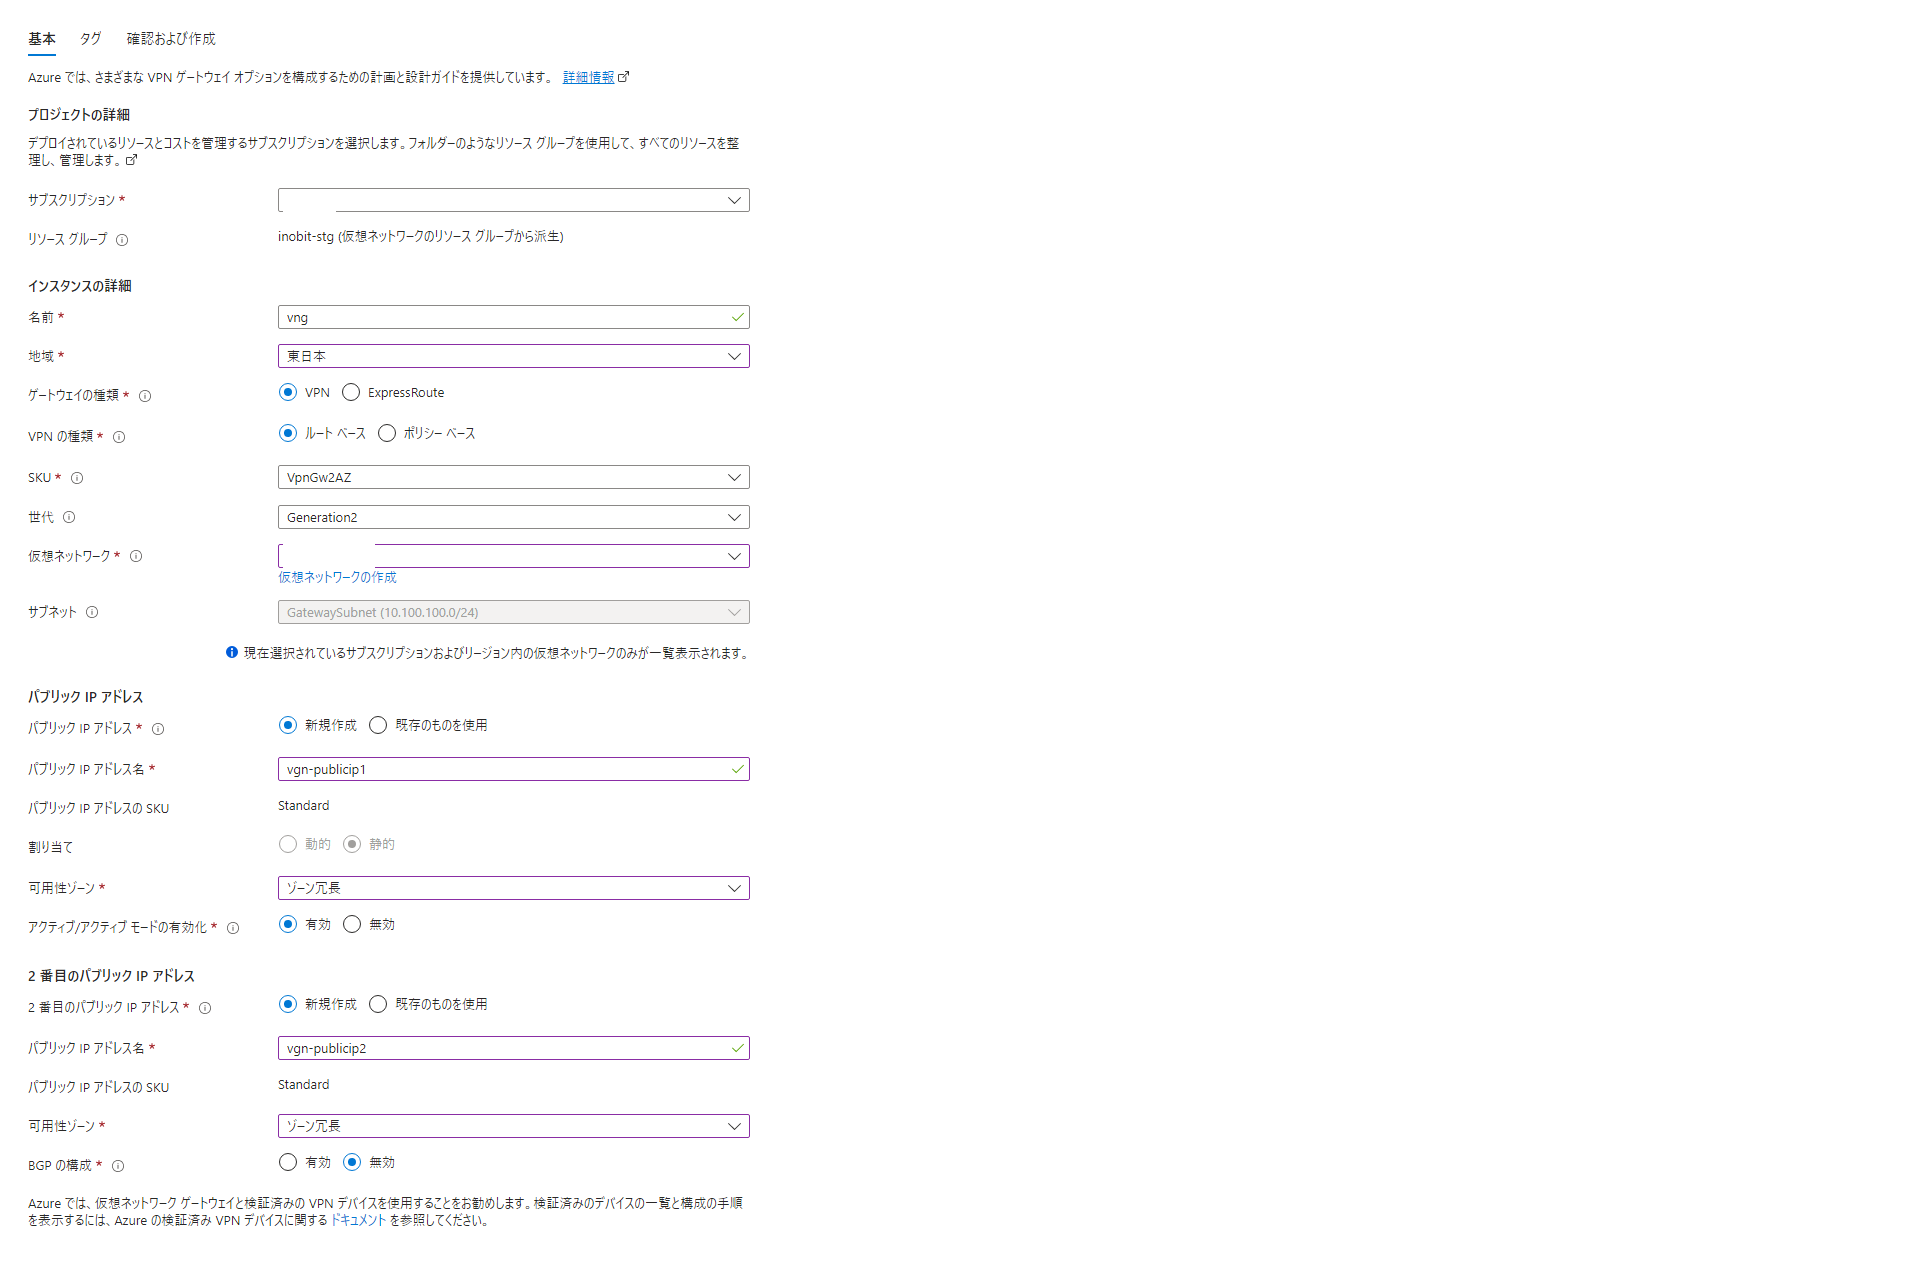 基本 タグ 確認および作成
Azure では、さまざまな VPN ゲートウェイ オプションを構成するための計画と設計ガイドを提供しています。 詳細情報
プロジェクトの詳細
デプロイされているリソースとコストを管理するサブスクリプションを選択します。フォルダーのようなリソース グループを使用して、すべてのリソースを整
理し、管理します。
サブスクリプション *
リソース グループ inobit-stg (仮想ネットワークのリソース グループから派生)
インスタンスの詳細
名前 * vng
地域 * 東日本
ゲートウェイの種類 * VPN ExpressRoute
VPN の種類 * ルート ベース ポリシー ベース
SKU * VpnGw2AZ
世代 Generation2
仮想ネットワーク *
仮想ネットワークの作成
サブネット GatewaySubnet (10.100.100.0/24)
現在選択されているサブスクリプションおよびリージョン内の仮想ネットワークのみが一覧表示されます。
パブリック IP アドレス
パブリック IP アドレス * 新規作成 既存のものを使用
パブリック IP アドレス名 * vgn-publicip1
パブリック IP アドレスの SKU Standard
割り当て 動的 静的
可用性ゾーン * ゾーン冗長
アクティブ/アクティブ モードの有効化 * 有効 無効
2 番目のパブリック IP アドレス
2 番目のパブリック IP アドレス * 新規作成 既存のものを使用
パブリック IP アドレス名 * vgn-publicip2
パブリック IP アドレスの SKU Standard
可用性ゾーン * ゾーン冗長
BGP の構成 * 有効 無効
Azure では、仮想ネットワーク ゲートウェイと検証済みの VPN デバイスを使用することをお勧めします。検証済みのデバイスの一覧と構成の手順
を表示するには、Azure の検証済み VPN デバイスに関する ドキュメント を参照してください。